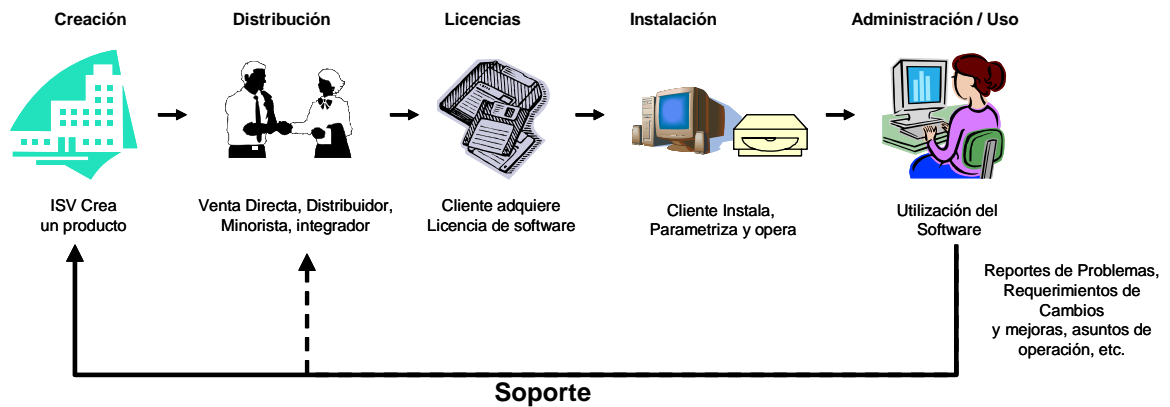 Creación
Distribución
Licencias
Instalación
Administración / Uso
ISV Crea
un producto
Venta Directa, Distribuidor,
Minorista, integrador
Cliente adquiere
Licencia de software
Cliente Instala,
Parametriza y opera
Utilización del
Software
Reportes de Problemas,
Requerimientos de
Cambios
y mejoras, asuntos de
operación, etc.
Soporte